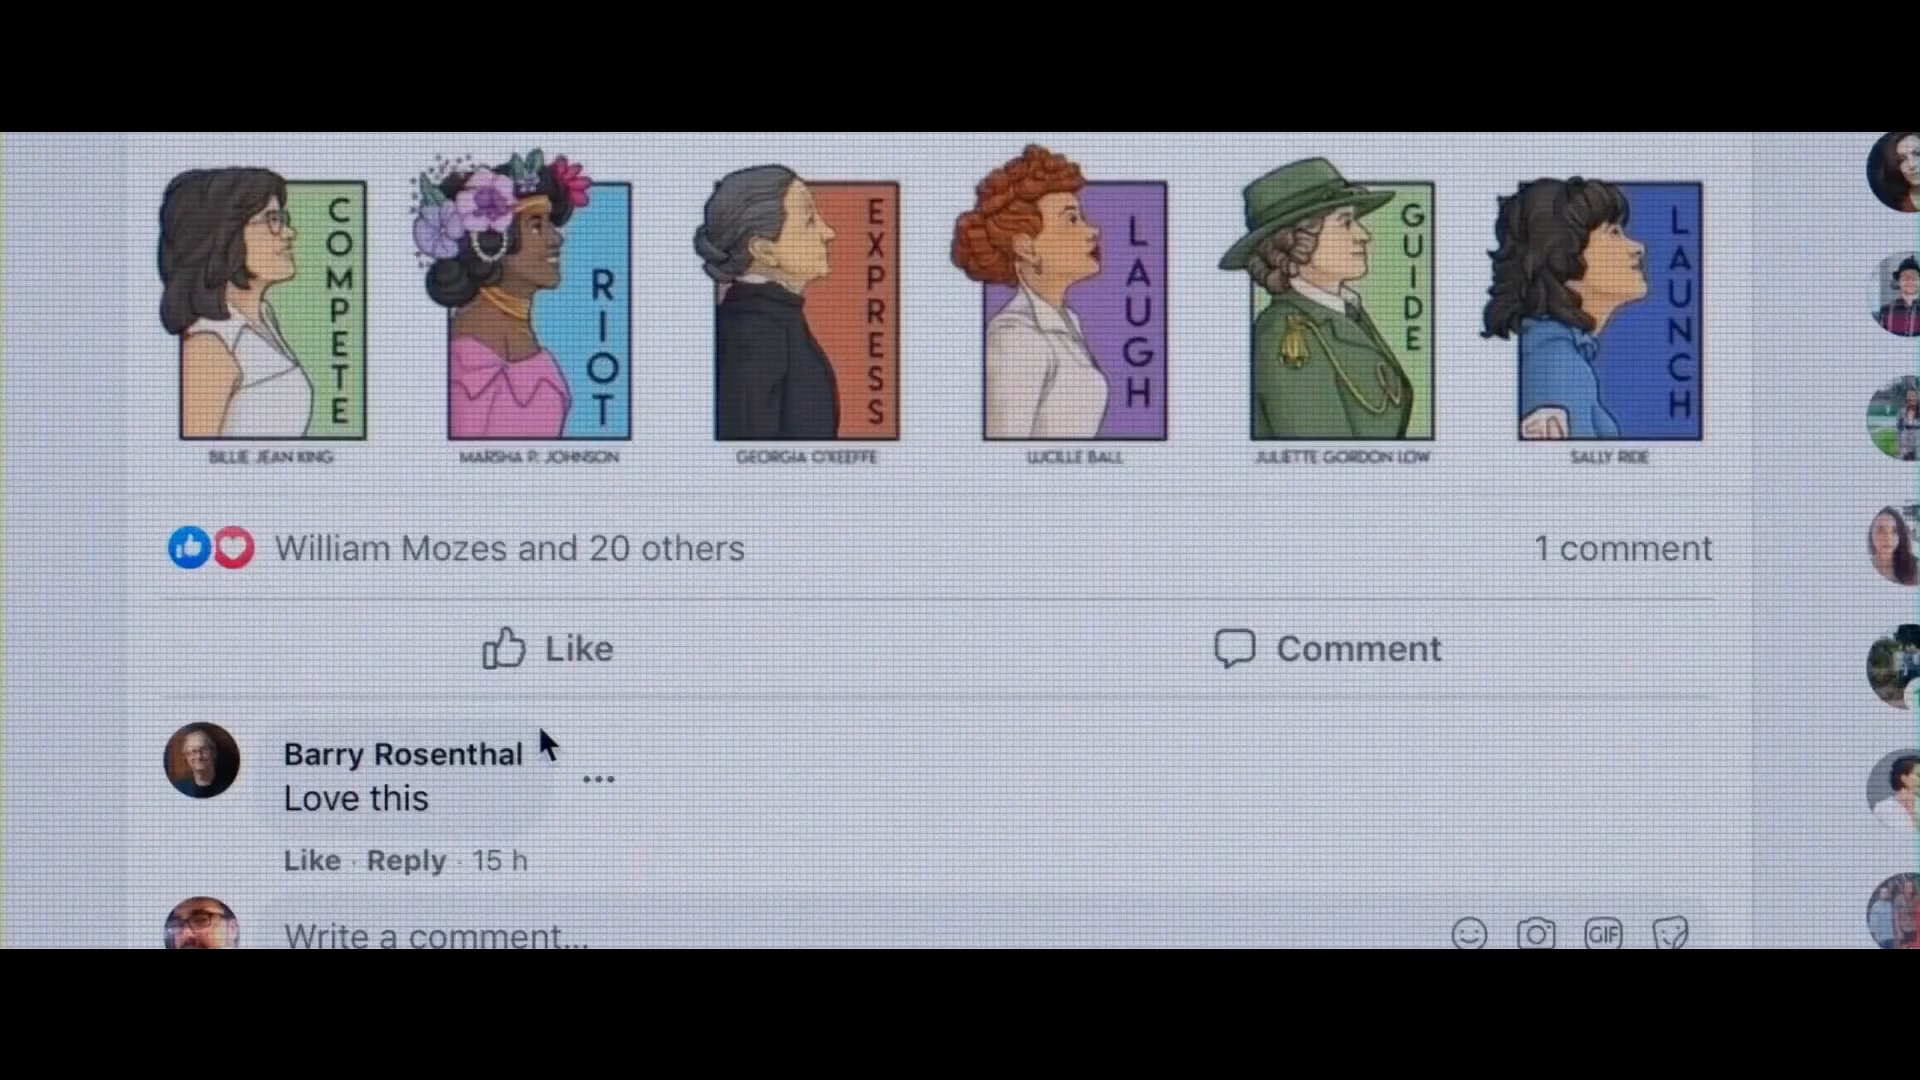 COMPETE
RIOT
EXPRESS
LAUGH
GUIDE
LAUNCH
BILLIE JEAN KING
MARSHA P. JOHNSON
GEORGIA O'KEEFFE
LUCILLE BALL
JULIETTE GORDON LOW
SALLY RIDE
William Mozes and 20 others
1 comment
Like
Comment
Barry Rosenthal
Love this
Like · Reply · 15 h
Write a comment...
GIF